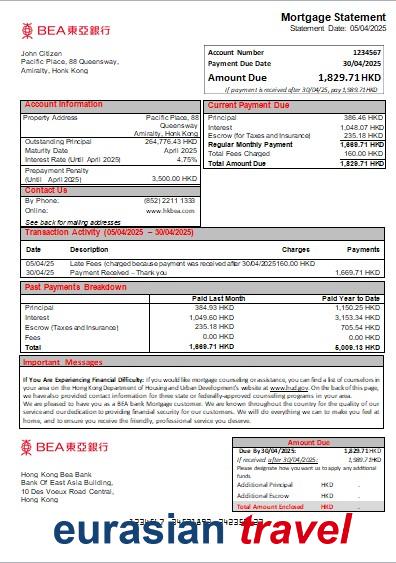 Mortgage Statement
Statement Date: 05/04/2025
BEA東亞銀行
John Citizen
Pacific Place, 88 Queensway,
Amiralty, Honk Kong
Account Number 1234567
Payment Due Date 30/04/2025
Amount Due 1,829.71HKD
If payment is received after 30/04/25, pay1,989.71HKD
Account Information
Property Address Pacific Place, 88
Queensway
Amiralty, Honk Kong
Outstanding Principal 264,776.43 HKD
Maturity Date April 2025
Interest Rate (Until April 2025) 4.75%
Prepayment Penalty
(Until April 2025) 3,500.00 HKD
Contact Us
By Phone: (852) 2211 1333
Online: www.hkbea.com
See back for mailing addresses
Current Payment Due
Principal 386.46 HKD
Interest 1,048.07 HKD
Escrow (for Taxes and Insurance) 235.18 HKD
Regular Monthly Payment 1,669.71 HKD
Total Fees Charged 160.00 HKD
Total Amount Due 1,829.71 HKD
Transaction Activity (05/04/2025 – 30/04/2025)
Date Description Charges Payments
05/04/25 Late Fees (charged because payment was received after 30/04/2025160.00 HKD
30/04/25 Payment Received – Thank you 1,669.71 HKD
Past Payments Breakdown
Paid Last Month Paid Year to Date
Principal 384.93 HKD 1,150.25 HKD
Interest 1,049.60 HKD 3,153.34 HKD
Escrow (Taxes and Insurance) 235.18 HKD 705.54 HKD
Fees 0.00 HKD 0.00 HKD
Total 1,669.71 HKD 5,009.13 HKD
Important Messages
If You Are Experiencing Financial Difficulty: If you would like mortgage counseling or assistance, you can find a list of counselors in
your area on the Hong Kong Department of Housing and Urban Development's website at www.hud.gov. On the back of this page,
we have also provided contact information for three state or federally-approved counseling programs in your area.
We are pleased to have you as a BEA bank Mortgage customer. We are known throughout the country for the quality of our
service and our dedication to providing financial security for our customers. We will do everything we can to make you feel at
home, and to ensure you receive the friendly, professional service you deserve.
BEA東亞銀行
Hong Kong Bea Bank
Bank Of East Asia Building,
10 Des Voeux Road Central,
Hong Kong
Amount Due
Due By 30/04/2025: 1,829.71HKD
If received after 30/04/25: 1,989.71HKD
Please designate how you want us to apply any additional
funds.
Additional Principal HKD .
Additional Escrow HKD .
Total Amount Enclosed HKD .
eurasian travel